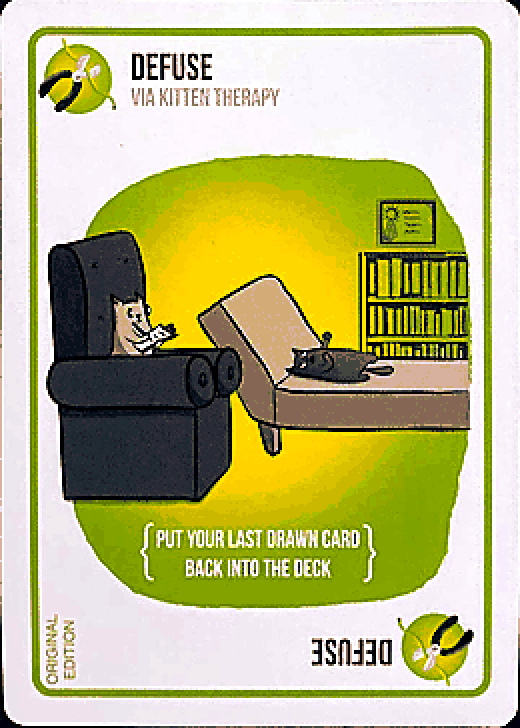 DEFUSE
VIA KITTEN THERAPY
{PUT YOUR LAST DRAWN CARD
BACK INTO THE DECK}
ORIGINAL
EDITION
DEFUSE